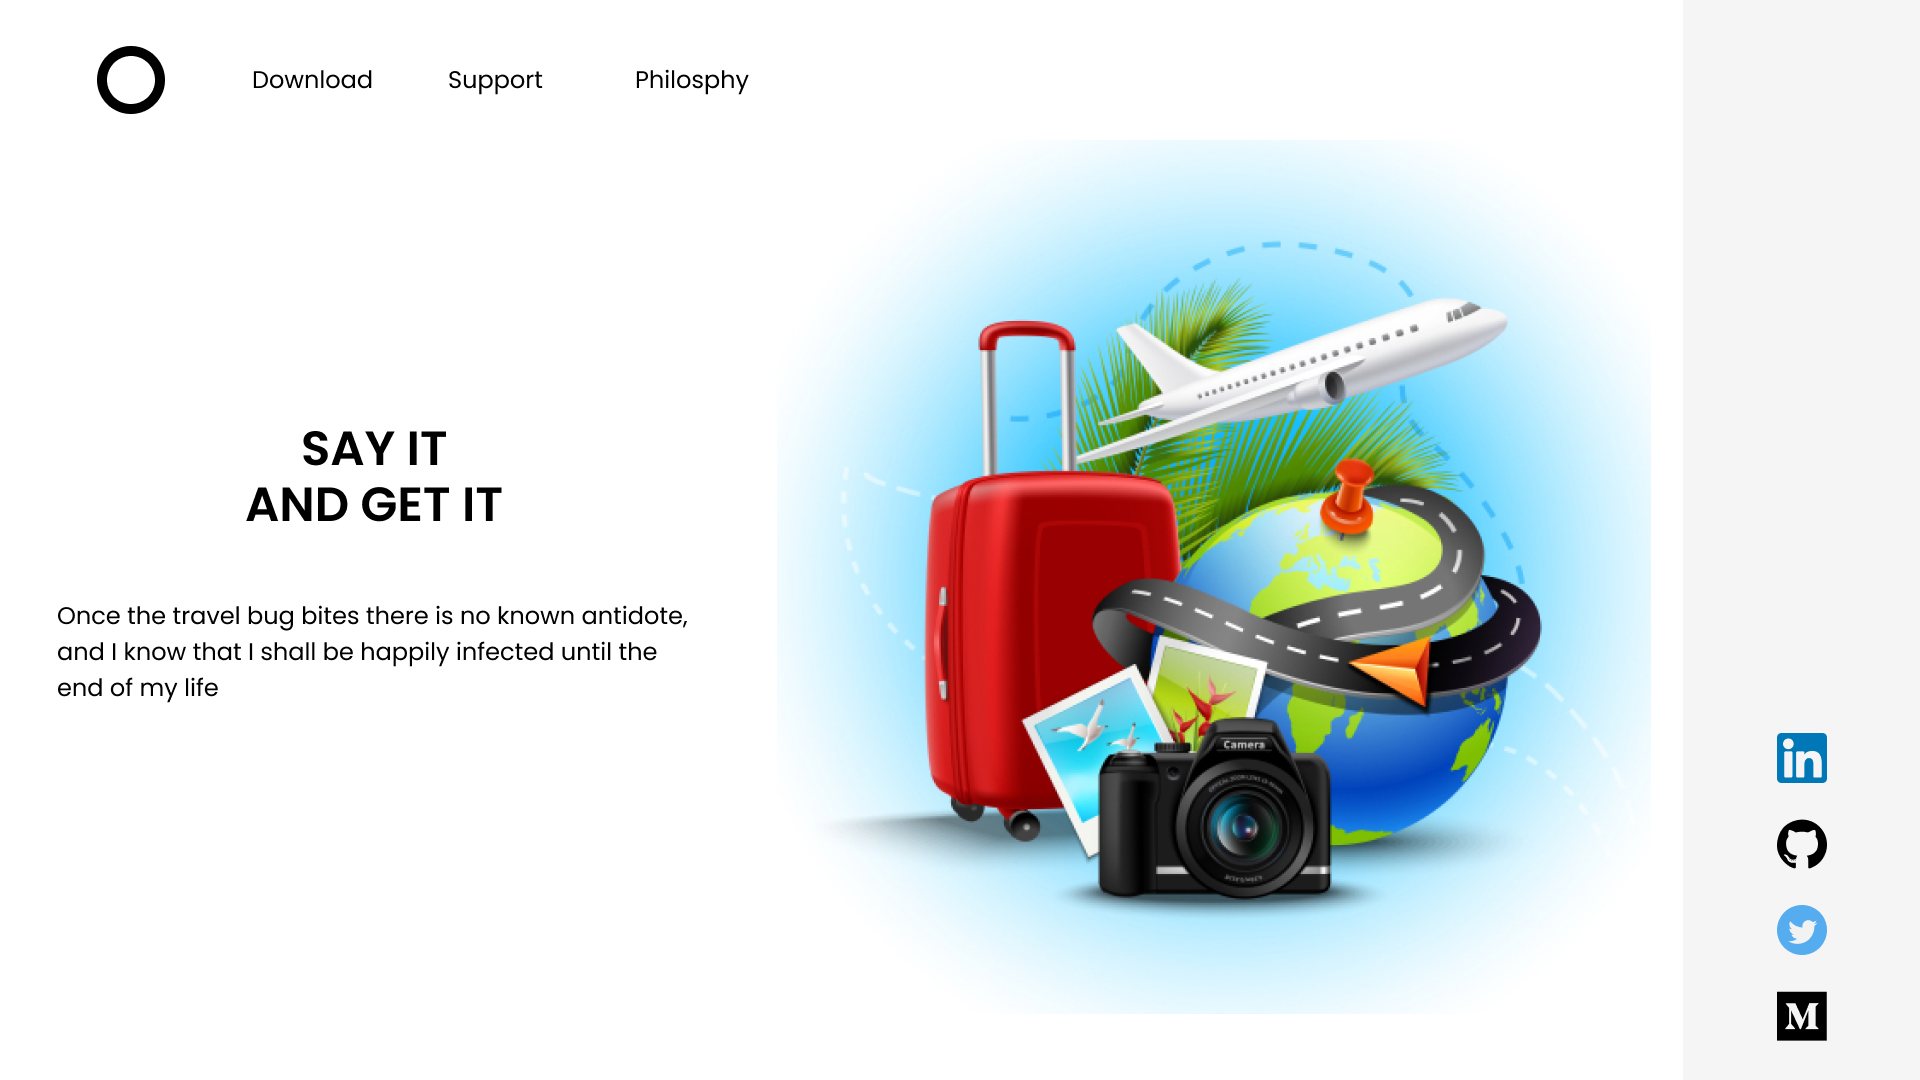 Download
Support
Philosphy
SAY IT
AND GET IT
Once the travel bug bites there is no known antidote,
and I know that I shall be happily infected until the
end of my life
Camera
in
M